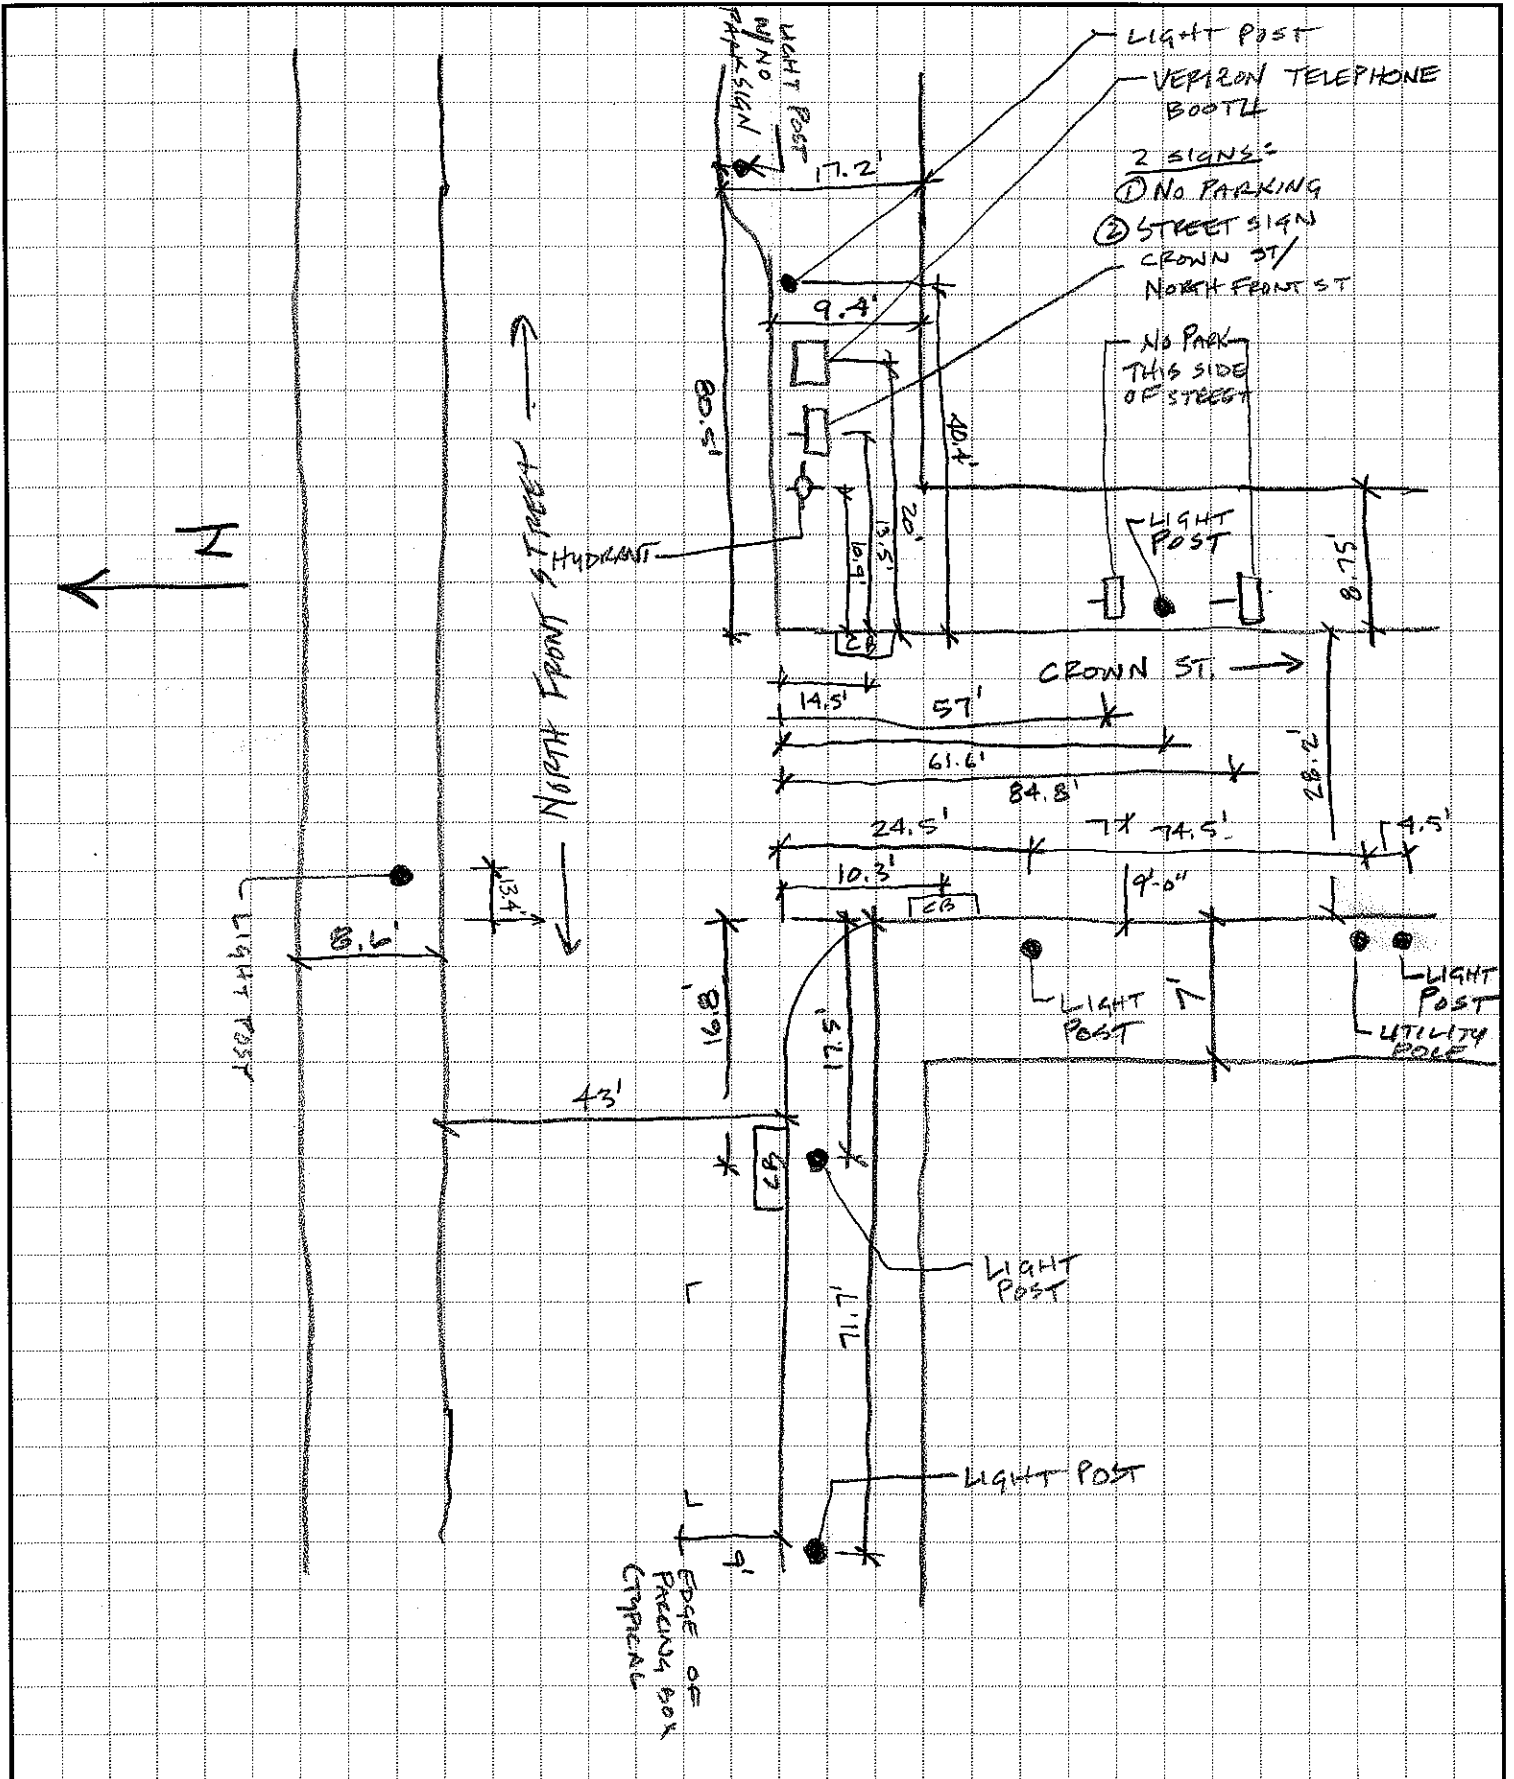 LIGHT POST
W/NO
PARK SIGN
LIGHT POST
VERIZON TELEPHONE
BOOTH
2 SIGNS:
① NO PARKING
② STREET SIGN
CROWN ST/
NORTH FRONT ST
17.2'
9.4'
NO PARK
THIS SIDE
OF STREET
80.5'
40.4'
20'
13.5'
6.9'
HYDRANT
LIGHT
POST
8.75'
N
NORTH FRONT STREET
CB
CROWN ST.
14.5'
57'
61.6'
84.8'
28.2'
24.5'
74.5'
4.5'
10.3'
CB
9'-0"
13.4'
LIGHT POST
8.6'
16.8'
17.5'
LIGHT
POST
7'
LIGHT
POST
UTILITY
POLE
43'
CB
LIGHT
POST
71.7'
LIGHT POST
9'
EDGE OF
PARKING BOX
(TYPICAL